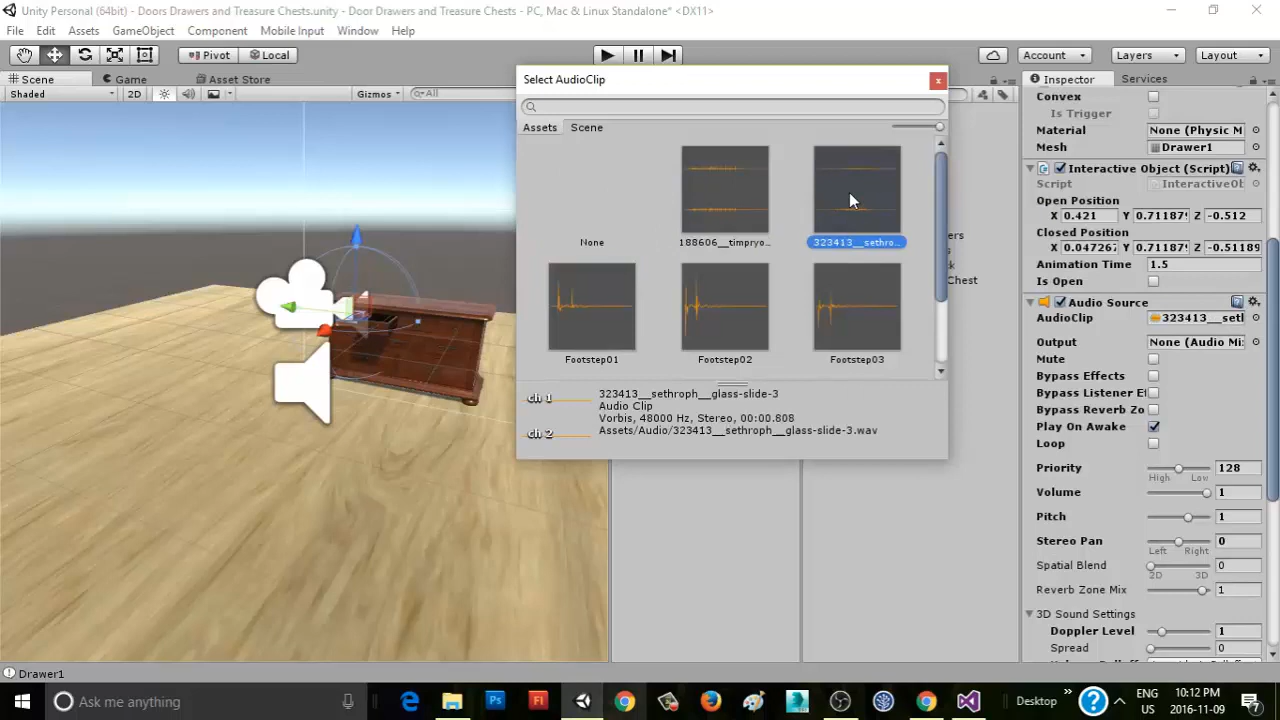 Unity Personal (64bit) - Doors Drawers and Treasure Chests.unity - Door Drawers and Treasure Chests - PC, Mac & Linux Standalone* <DX11>
File Edit Assets GameObject Component Mobile Input Window Help
Pivot Local Account Layers Layout
Scene Game Asset Store
Shaded 2D Gizmos All
Select AudioClip
Assets Scene
None 188606__timpryo... 323413__sethro...
Footstep01 Footstep02 Footstep03
ch 1 323413__sethroph__glass-slide-3
Audio Clip
Vorbis, 48000 Hz, Stereo, 00:00.808
ch 2 Assets/Audio/323413__sethroph__glass-slide-3.wav
Inspector Services
Convex
Is Trigger
Material None (Physic M
Mesh Drawer1
Interactive Object (Script)
Script InteractiveOb
Open Position
X 0.421 Y 0.71187 Z -0.512
Closed Position
X 0.04726 Y 0.71187 Z -0.51189
Animation Time 1.5
Is Open
Audio Source
AudioClip 323413__seth
Output None (Audio Mi
Mute
Bypass Effects
Bypass Listener Ef
Bypass Reverb Zo
Play On Awake
Loop
Priority 128
High Low
Volume 1
Pitch 1
Stereo Pan 0
Left Right
Spatial Blend 0
2D 3D
Reverb Zone Mix 1
3D Sound Settings
Doppler Level 1
Spread 0
Drawer1
Ask me anything Desktop ENG 10:12 PM
US 2016-11-09 7